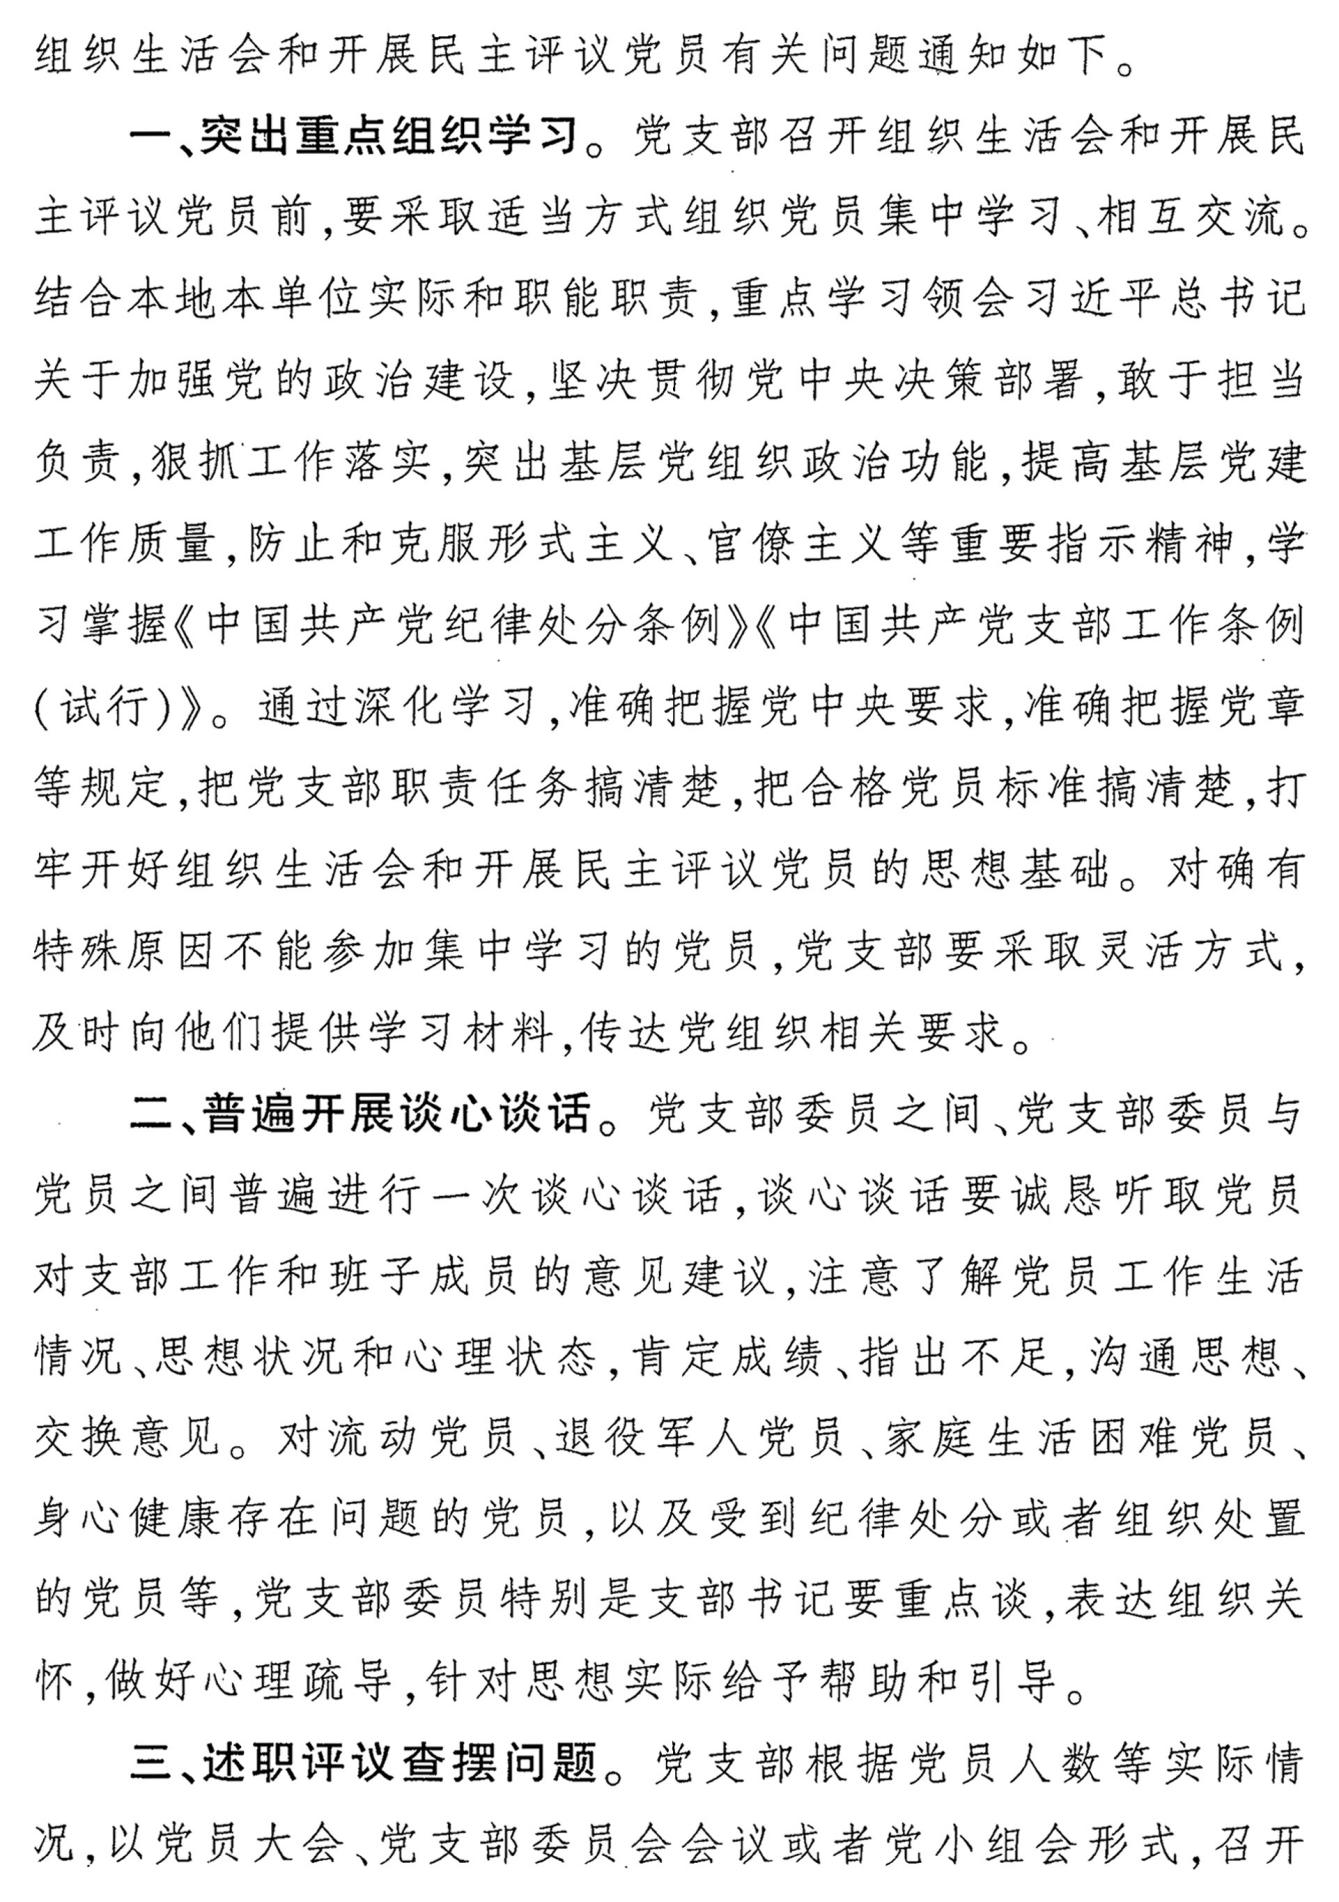 组织生活会和开展民主评议党员有关问题通知如下。
一、突出重点组织学习。党支部召开组织生活会和开展民
主评议党员前,要采取适当方式组织党员集中学习、相互交流。
结合本地本单位实际和职能职责,重点学习领会习近平总书记
关于加强党的政治建设,坚决贯彻党中央决策部署,敢于担当
负责,狠抓工作落实,突出基层党组织政治功能,提高基层党建
工作质量,防止和克服形式主义、官僚主义等重要指示精神,学
习掌握《中国共产党纪律处分条例》《中国共产党支部工作条例
(试行)》。通过深化学习,准确把握党中央要求,准确把握党章
等规定,把党支部职责任务搞清楚,把合格党员标准搞清楚,打
牢开好组织生活会和开展民主评议党员的思想基础。对确有
特殊原因不能参加集中学习的党员,党支部要采取灵活方式,
及时向他们提供学习材料,传达党组织相关要求。
二、普遍开展谈心谈话。党支部委员之间、党支部委员与
党员之间普遍进行一次谈心谈话,谈心谈话要诚恳听取党员
对支部工作和班子成员的意见建议,注意了解党员工作生活
情况、思想状况和心理状态,肯定成绩、指出不足,沟通思想、
交换意见。对流动党员、退役军人党员、家庭生活困难党员、
身心健康存在问题的党员,以及受到纪律处分或者组织处置
的党员等,党支部委员特别是支部书记要重点谈,表达组织关
怀,做好心理疏导,针对思想实际给予帮助和引导。
三、述职评议查摆问题。党支部根据党员人数等实际情
况,以党员大会、党支部委员会会议或者党小组会形式,召开